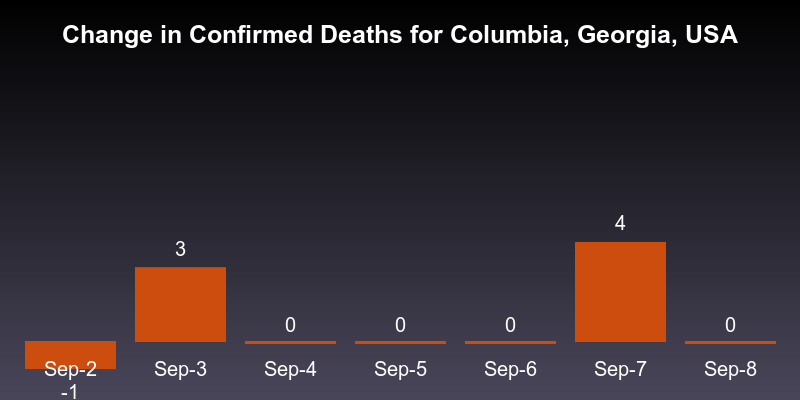 Change in Confirmed Deaths for Columbia, Georgia, USA
4
3
0
0
0
0
Sep-2
Sep-3
Sep-4
Sep-5
Sep-6
Sep-7
Sep-8
-1